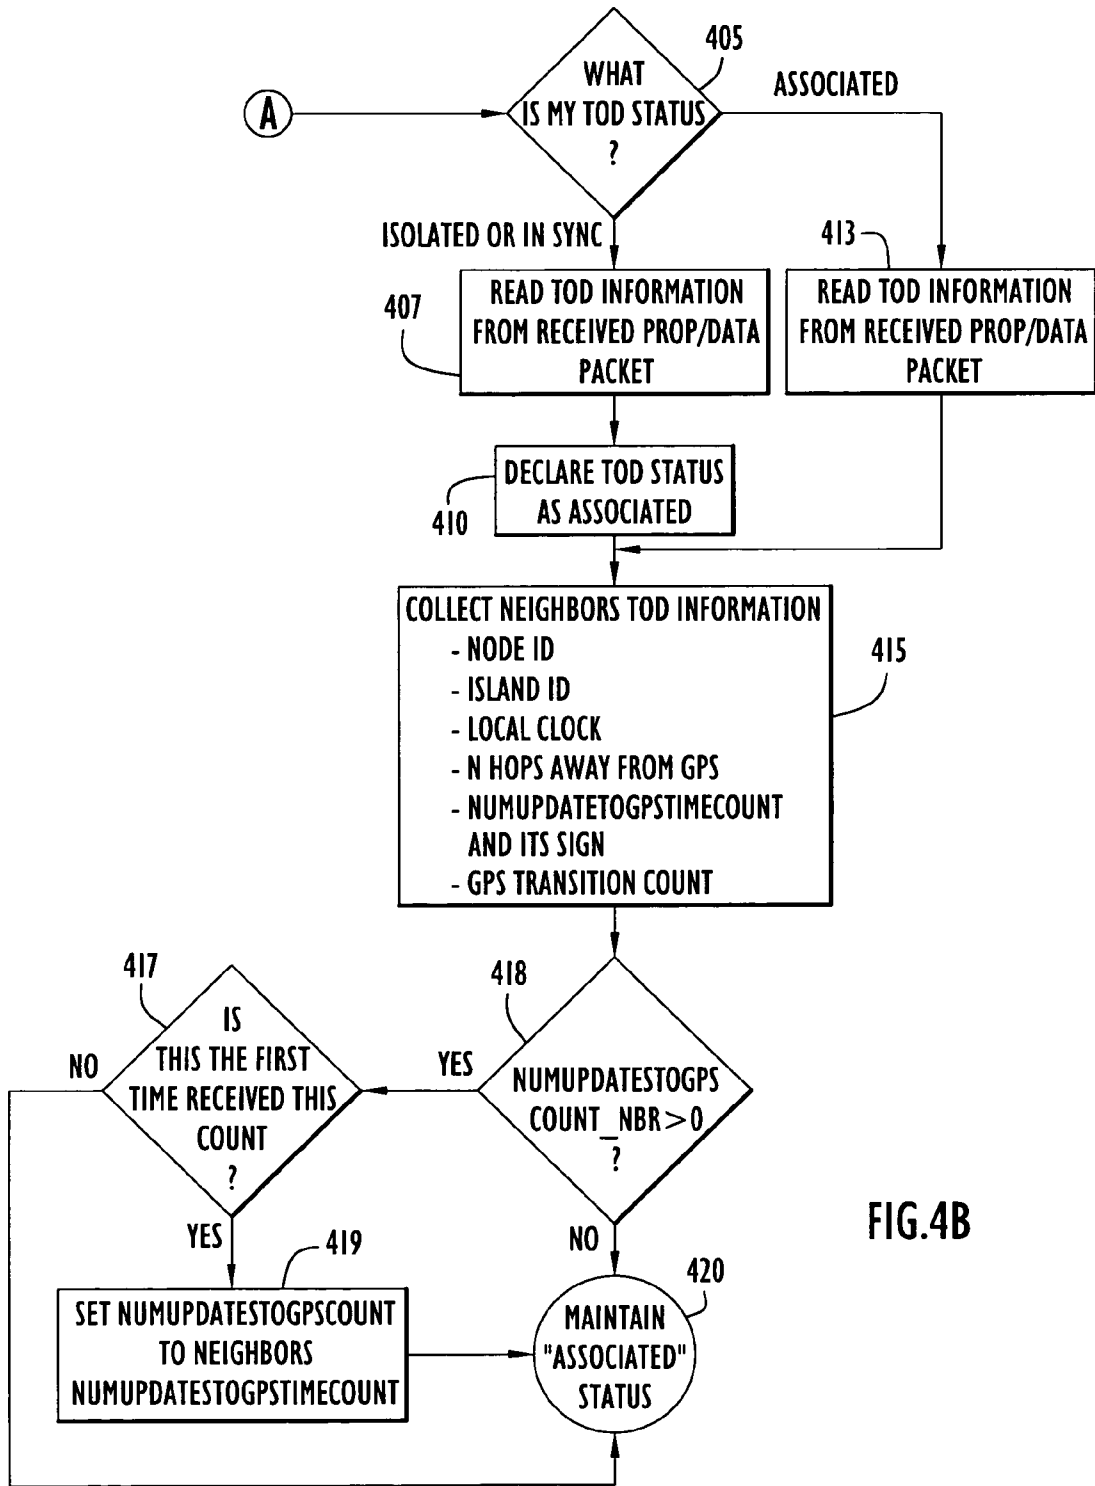 405
WHAT
IS MY TOD STATUS
?
ASSOCIATED
A
ISOLATED OR IN SYNC
413
407
READ TOD INFORMATION
FROM RECEIVED PROP/DATA
PACKET
READ TOD INFORMATION
FROM RECEIVED PROP/DATA
PACKET
410
DECLARE TOD STATUS
AS ASSOCIATED
COLLECT NEIGHBORS TOD INFORMATION
- NODE ID
- ISLAND ID
- LOCAL CLOCK
- N HOPS AWAY FROM GPS
- NUMUPDATETOGPSTIMECOUNT
AND ITS SIGN
- GPS TRANSITION COUNT
415
417
IS
THIS THE FIRST
TIME RECEIVED THIS
COUNT
?
NO
YES
418
YES
NUMUPDATESTOGPS
COUNT_NBR>0
?
NO
FIG.4B
419
SET NUMUPDATESTOGPSCOUNT
TO NEIGHBORS
NUMUPDATESTOGPSTIMECOUNT
420
MAINTAIN
"ASSOCIATED"
STATUS